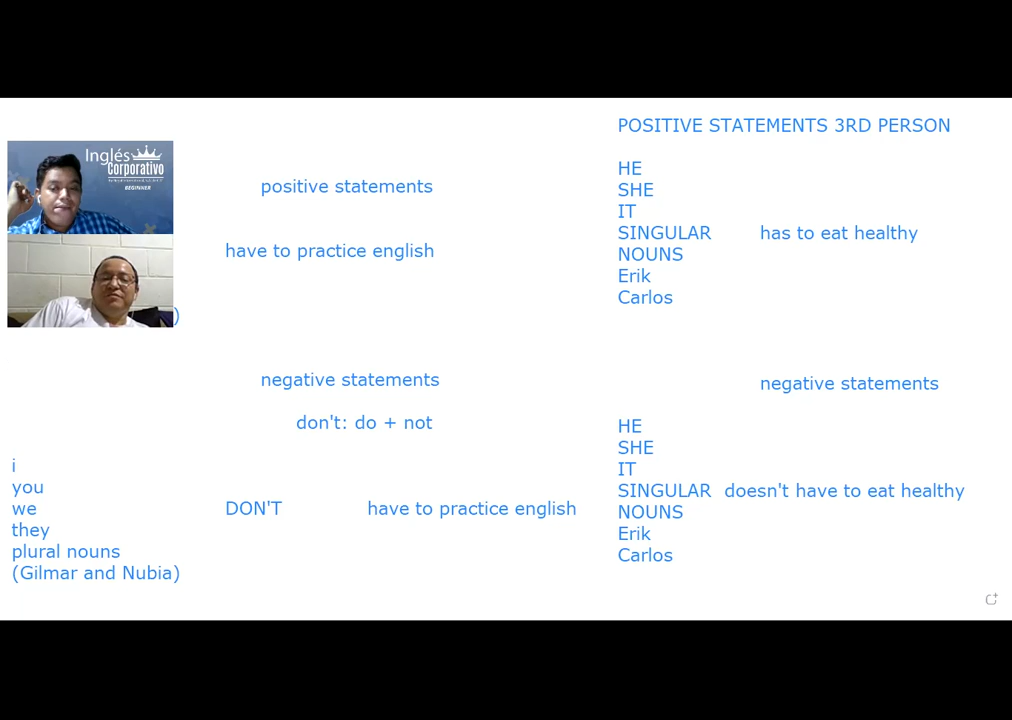 Inglés
Corporativo
BEGINNER
positive statements
have to practice english
)
negative statements
don't: do + not
i
you
we
they
plural nouns
(Gilmar and Nubia)
DON'T have to practice english
POSITIVE STATEMENTS 3RD PERSON
HE
SHE
IT
SINGULAR has to eat healthy
NOUNS
Erik
Carlos
negative statements
HE
SHE
IT
SINGULAR doesn't have to eat healthy
NOUNS
Erik
Carlos